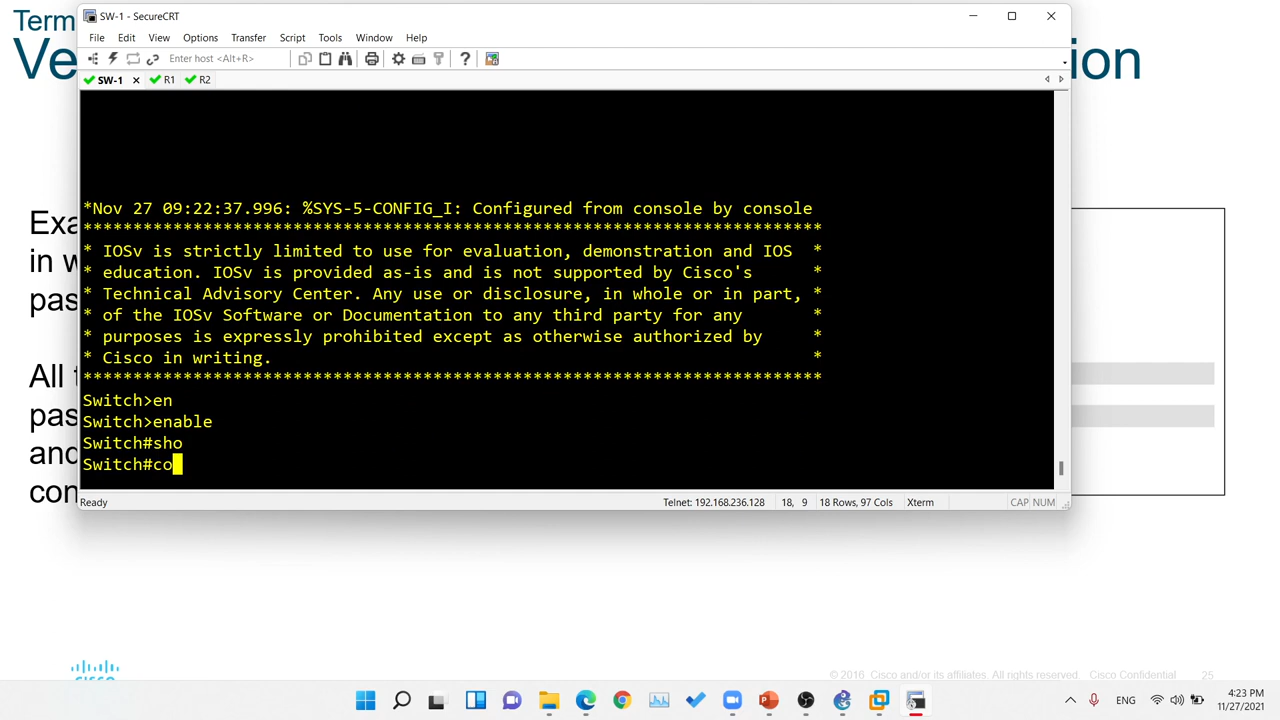 Term
Ve
ion
SW-1 - SecureCRT
File Edit View Options Transfer Script Tools Window Help
Enter host <Alt+R>
SW-1 R1 R2
Exa
in w
pas
All t
pas
and
con
*Nov 27 09:22:37.996: %SYS-5-CONFIG_I: Configured from console by console
**************************************************************************
* IOSv is strictly limited to use for evaluation, demonstration and IOS *
* education. IOSv is provided as-is and is not supported by Cisco's *
* Technical Advisory Center. Any use or disclosure, in whole or in part, *
* of the IOSv Software or Documentation to any third party for any *
* purposes is expressly prohibited except as otherwise authorized by *
* Cisco in writing. *
**************************************************************************
Switch>en
Switch>enable
Switch#sho
Switch#co
Ready Telnet: 192.168.236.128 18, 9 18 Rows, 97 Cols Xterm CAP NUM
CISCO
© 2016 Cisco and/or its affiliates. All rights reserved. Cisco Confidential 25
ENG
4:23 PM
11/27/2021